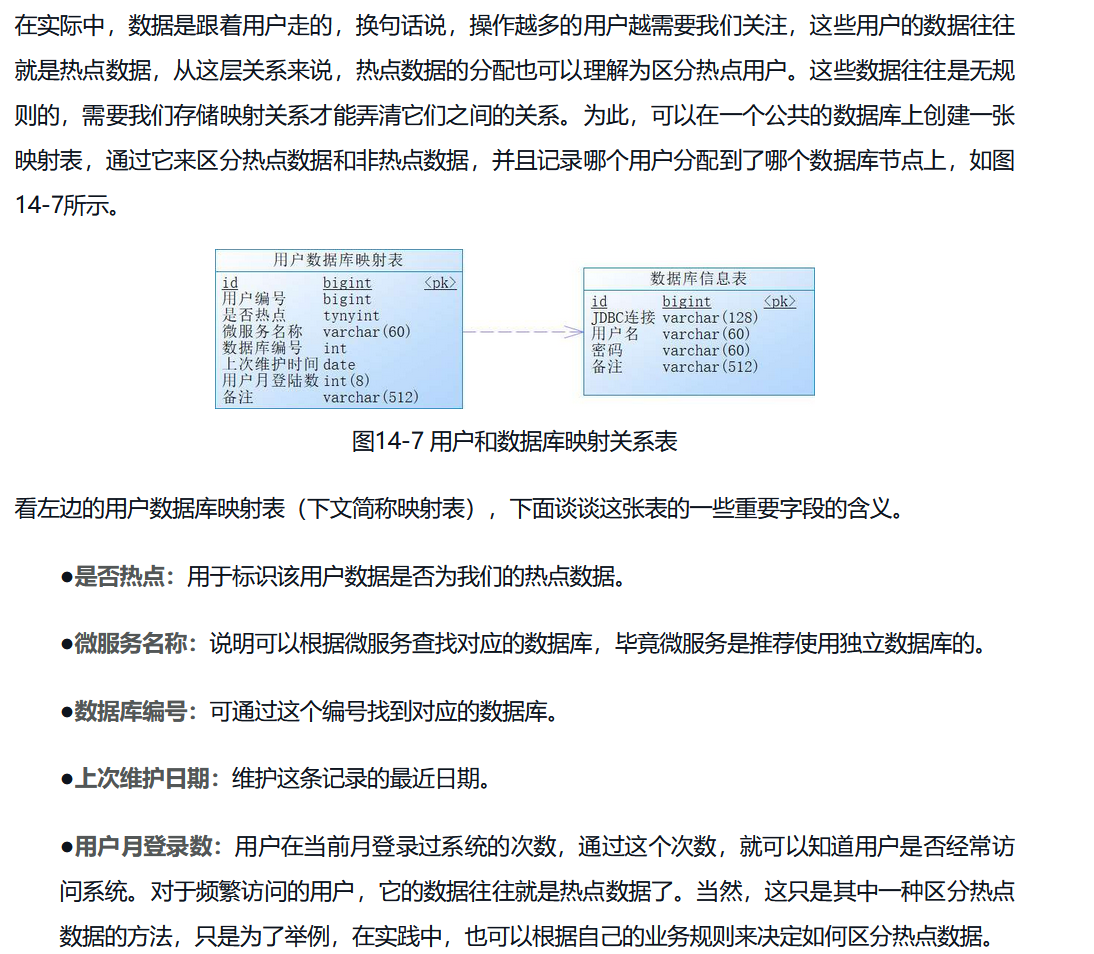 在实际中，数据是跟着用户走的，换句话说，操作越多的用户越需要我们关注，这些用户的数据往往
就是热点数据，从这层关系来说，热点数据的分配也可以理解为区分热点用户。这些数据往往是无规
则的，需要我们存储映射关系才能弄清它们之间的关系。为此，可以在一个公共的数据库上创建一张
映射表，通过它来区分热点数据和非热点数据，并且记录哪个用户分配到了哪个数据库节点上，如图
14-7所示。
用户数据库映射表
id bigint <pk>
用户编号 bigint
是否热点 tynyint
微服务名称 varchar(60)
数据库编号 int
上次维护时间 date
用户月登陆数 int(8)
备注 varchar(512)
数据库信息表
id bigint <pk>
JDBC连接 varchar(128)
用户名 varchar(60)
密码 varchar(60)
备注 varchar(512)
图14-7 用户和数据库映射关系表
看左边的用户数据库映射表（下文简称映射表），下面谈谈这张表的一些重要字段的含义。
●是否热点：用于标识该用户数据是否为我们的热点数据。
●微服务名称：说明可以根据微服务查找对应的数据库，毕竟微服务是推荐使用独立数据库的。
●数据库编号：可通过这个编号找到对应的数据库。
●上次维护日期：维护这条记录的最近日期。
●用户月登录数：用户在当前月登录过系统的次数，通过这个次数，就可以知道用户是否经常访
问系统。对于频繁访问的用户，它的数据往往就是热点数据了。当然，这只是其中一种区分热点
数据的方法，只是为了举例，在实践中，也可以根据自己的业务规则来决定如何区分热点数据。